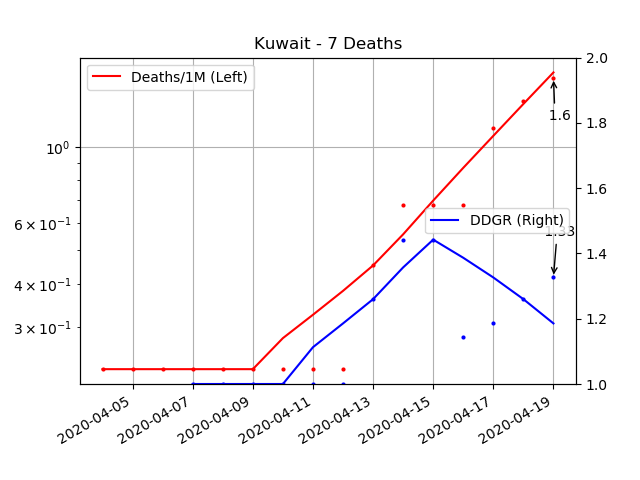 Kuwait - 7 Deaths
Deaths/1M (Left)
DDGR (Right)
1.6
1.33
10⁰
6 × 10⁻¹
4 × 10⁻¹
3 × 10⁻¹
2.0
1.8
1.6
1.4
1.2
1.0
2020-04-05
2020-04-07
2020-04-09
2020-04-11
2020-04-13
2020-04-15
2020-04-17
2020-04-19